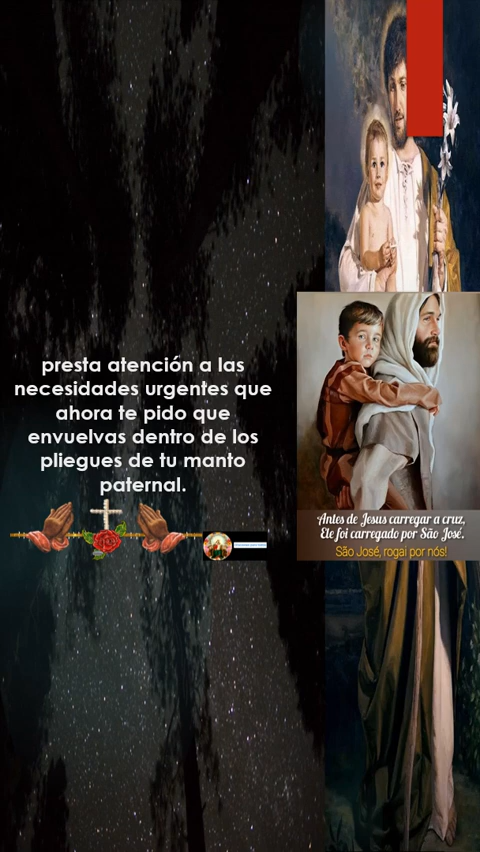 presta atención a las
necesidades urgentes que
ahora te pido que
envuelvas dentro de los
pliegues de tu manto
paternal.
Antes de Jesus carregar a cruz,
Ele foi carregado por São José.
São José, rogai por nós!